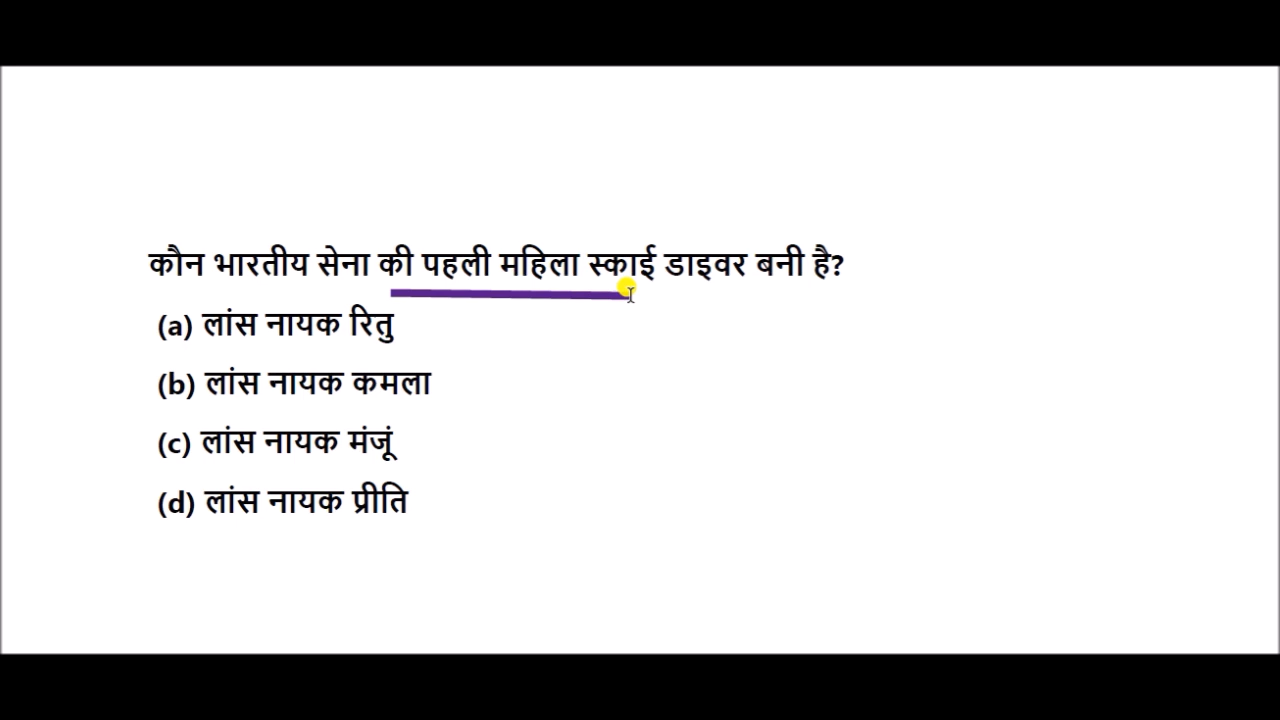 कौन भारतीय सेना की पहली महिला स्काई डाइवर बनी है?
(a) लांस नायक रितु
(b) लांस नायक कमला
(c) लांस नायक मंजूं
(d) लांस नायक प्रीति